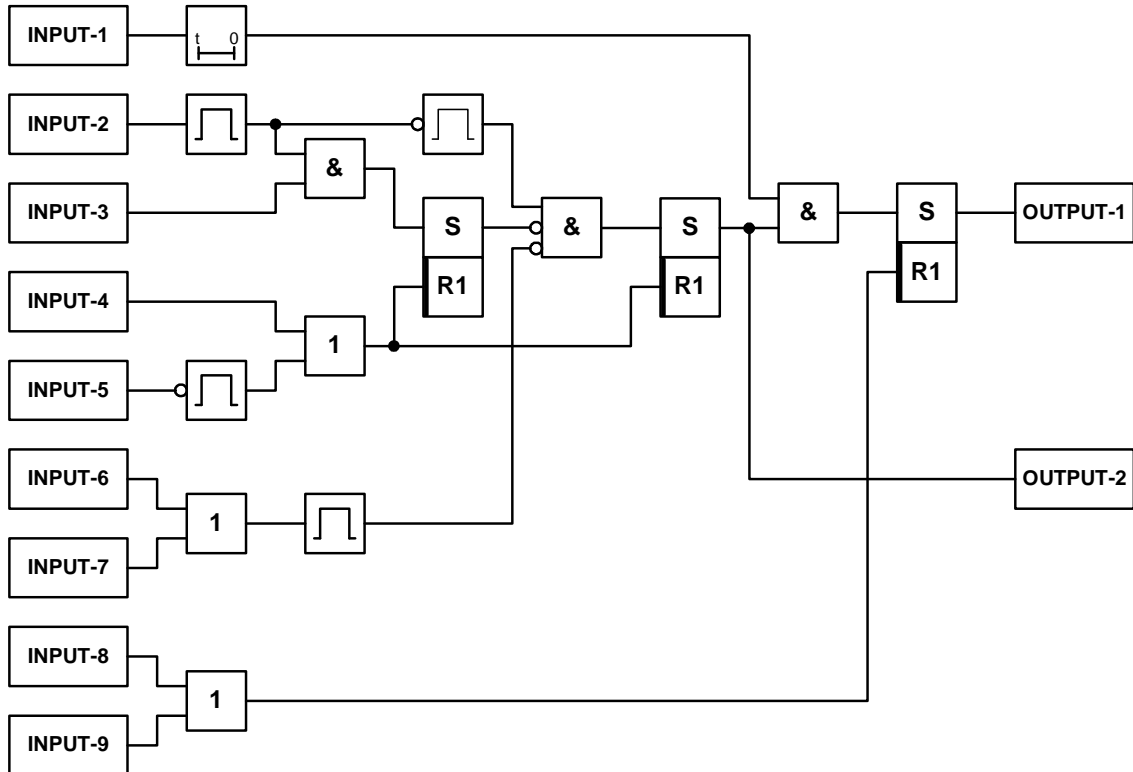 INPUT-1
t 0
INPUT-2
&
INPUT-3
S
&
S
&
S
OUTPUT-1
R1
R1
R1
INPUT-4
1
INPUT-5
INPUT-6
OUTPUT-2
1
INPUT-7
INPUT-8
1
INPUT-9